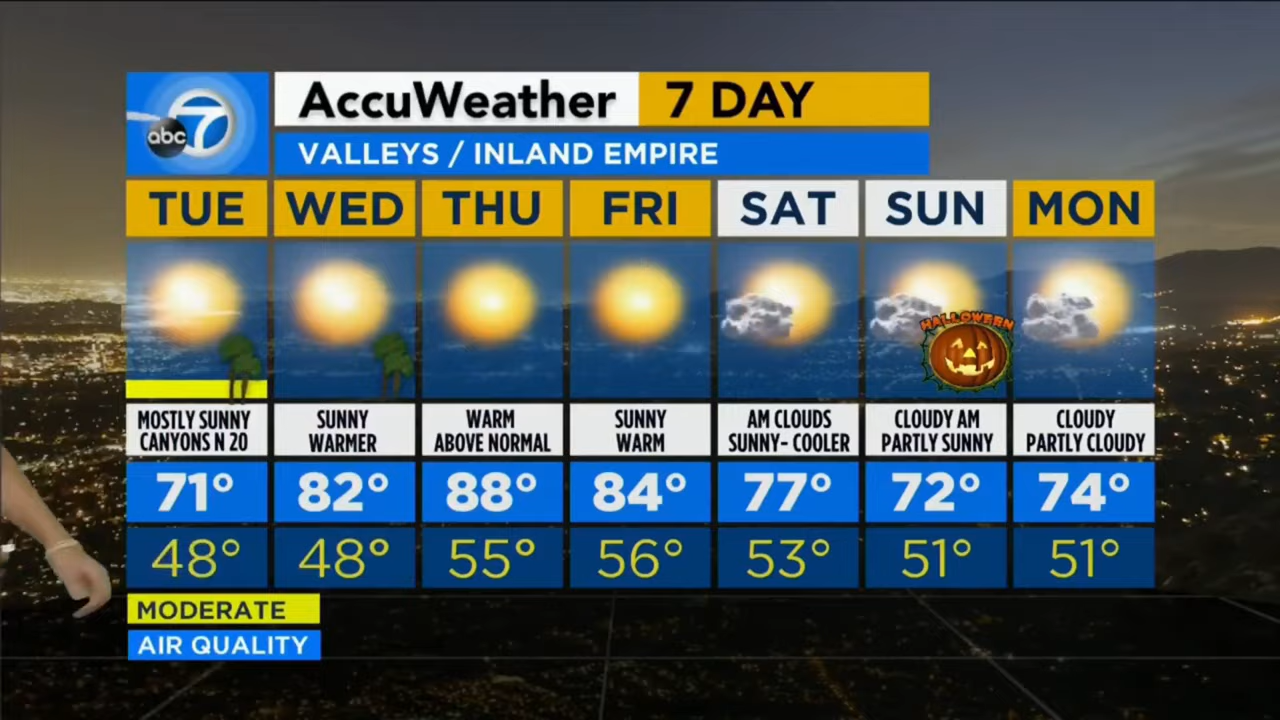 abc 7
AccuWeather 7 DAY
VALLEYS / INLAND EMPIRE
TUE WED THU FRI SAT SUN MON
HALLOWEEN
MOSTLY SUNNY CANYONS N 20
SUNNY WARMER
WARM ABOVE NORMAL
SUNNY WARM
AM CLOUDS SUNNY- COOLER
CLOUDY AM PARTLY SUNNY
CLOUDY PARTLY CLOUDY
71° 82° 88° 84° 77° 72° 74°
48° 48° 55° 56° 53° 51° 51°
MODERATE
AIR QUALITY